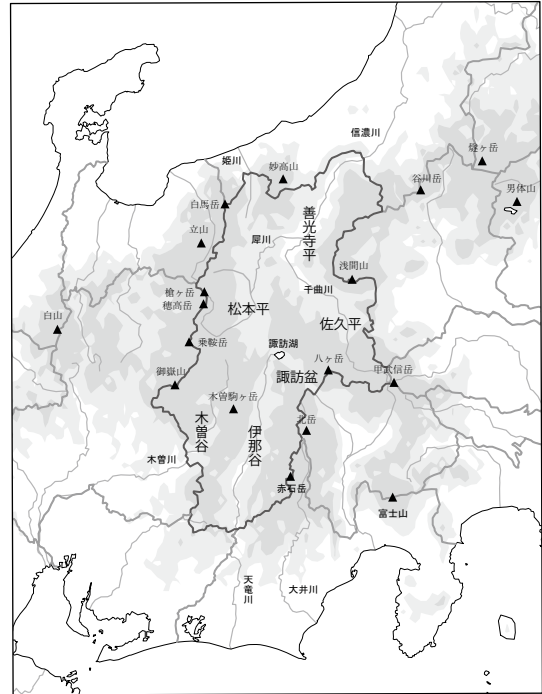 信濃川
姫川
妙高山
燧ヶ岳
谷川岳
男体山
白馬岳
善光寺平
立山
犀川
浅間山
槍ヶ岳
千曲川
穂高岳
松本平
白山
佐久平
乗鞍岳
諏訪湖
八ヶ岳
御嶽山
諏訪盆
甲武信岳
木曽駒ヶ岳
木曽谷
伊那谷
北岳
木曽川
赤石岳
富士山
天竜川
大井川